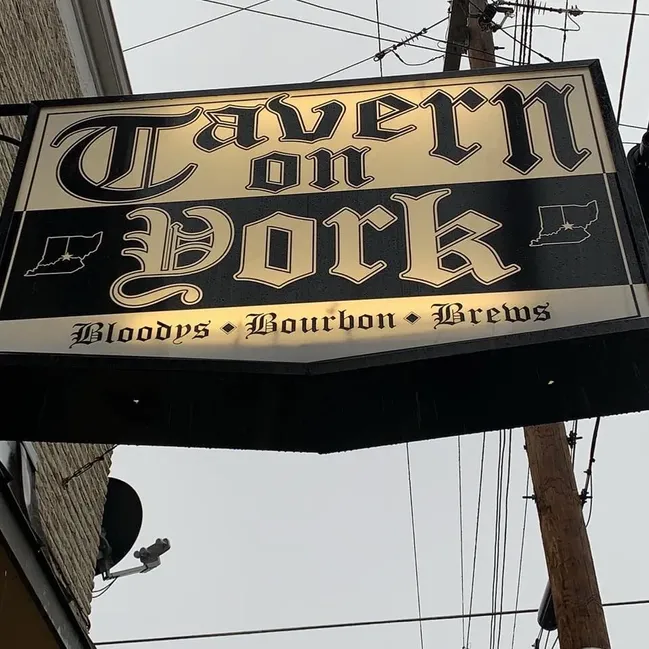 Tavern
on
York
Bloodys • Bourbon • Brews